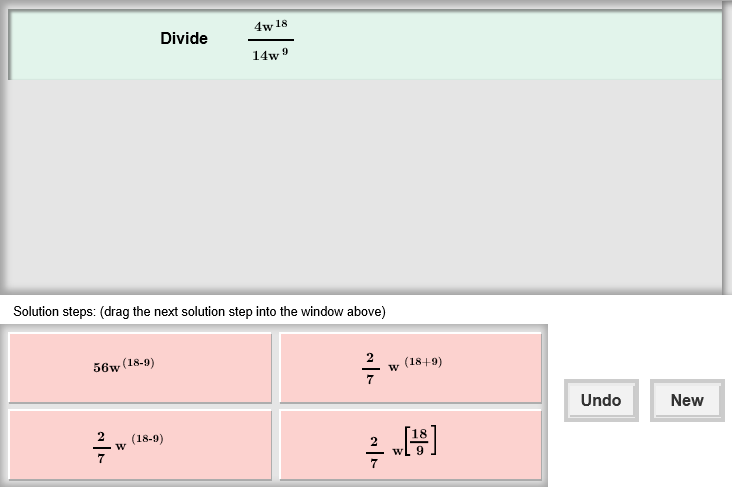 Divide 4w^18
14w^9
Solution steps: (drag the next solution step into the window above)
56w^(18-9)
2/7 w^(18+9)
2/7 w^(18-9)
2/7 w^[18/9]
Undo New